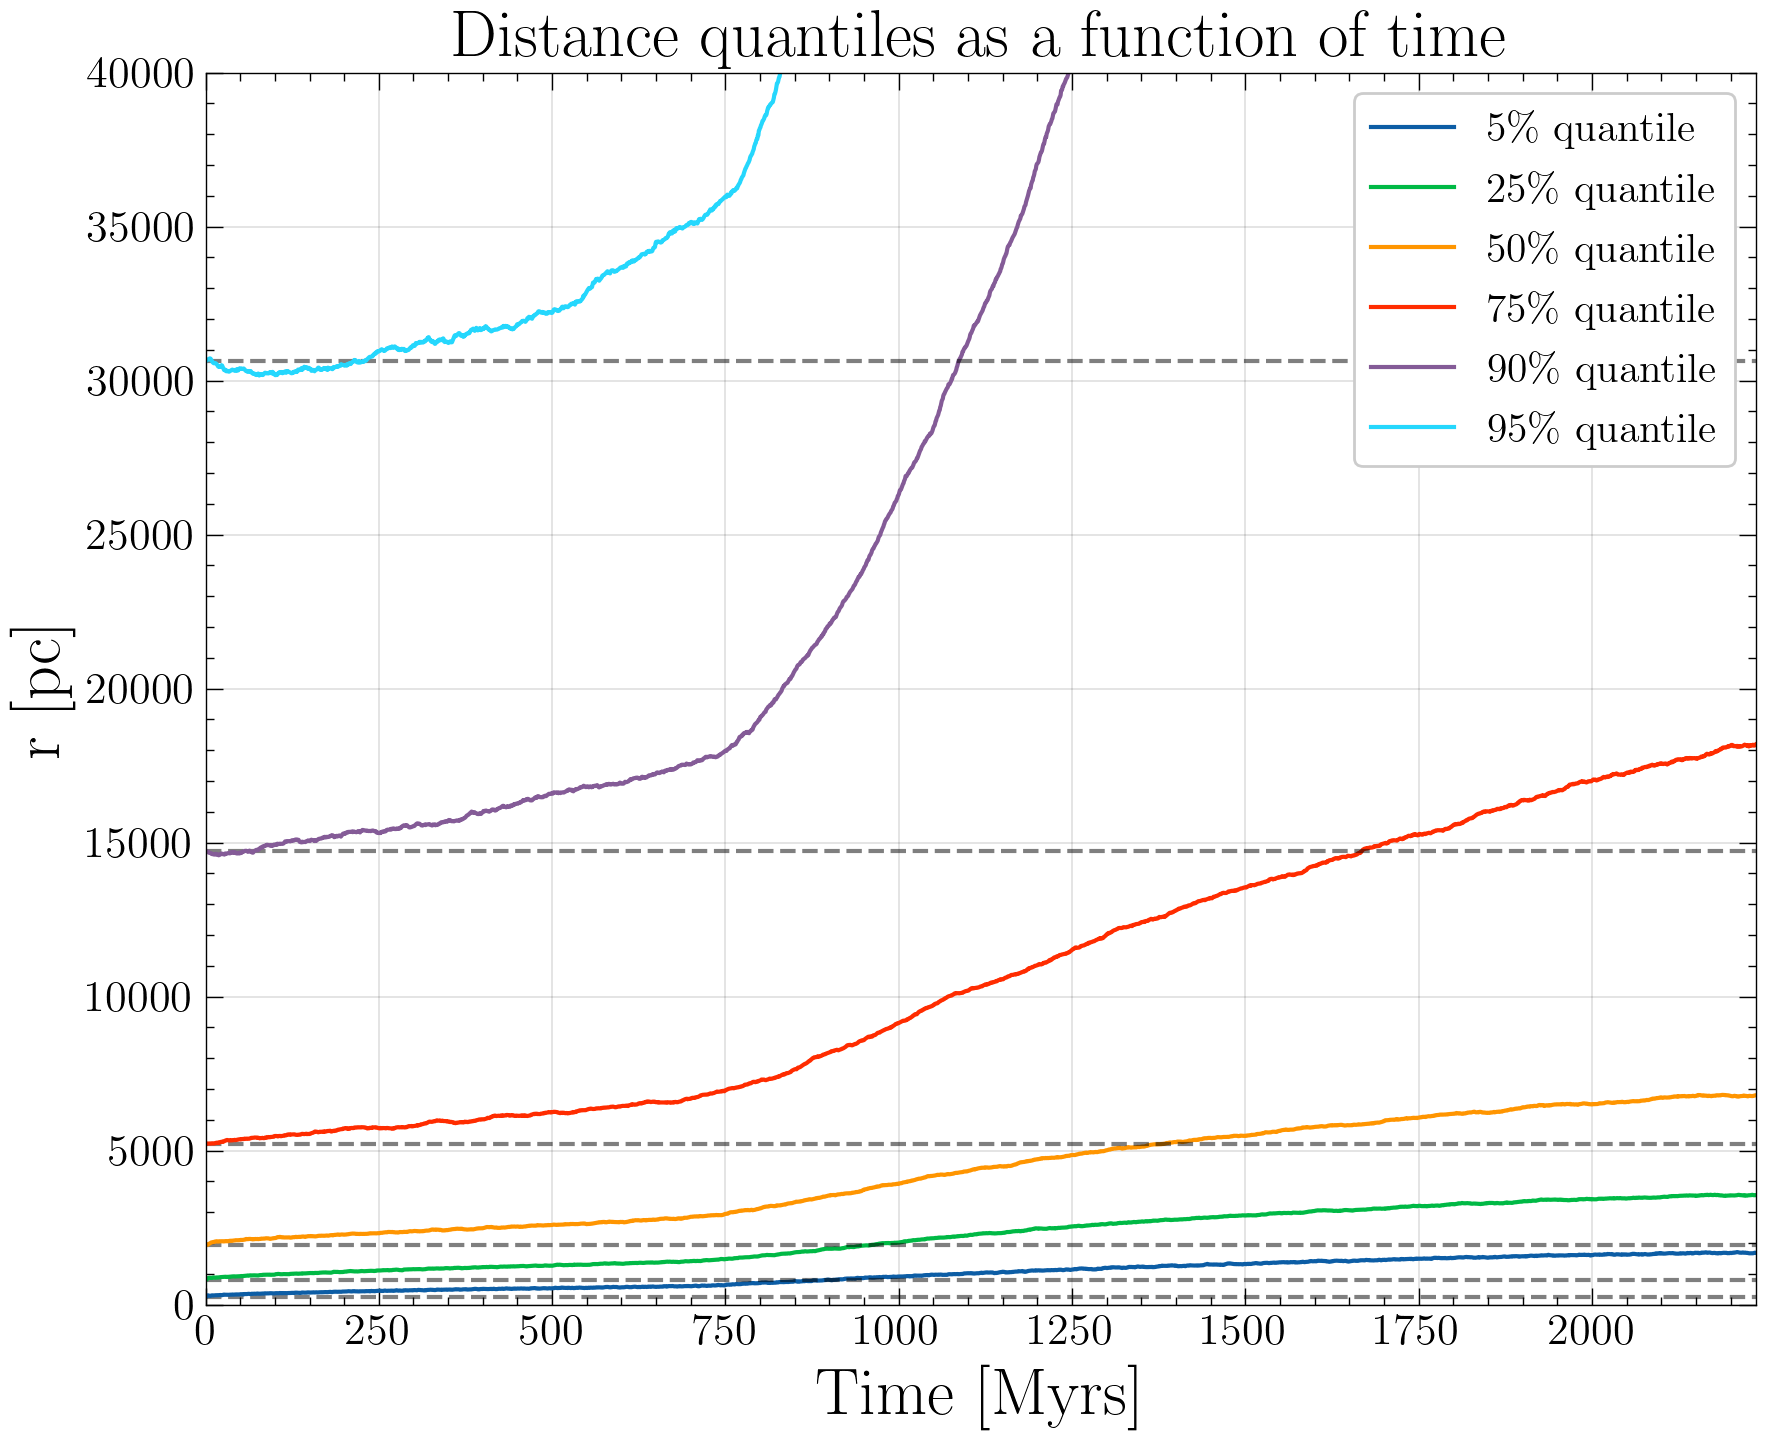 Distance quantiles as a function of time
40000
35000
30000
25000
20000
15000
10000
5000
0
r [pc]
5% quantile
25% quantile
50% quantile
75% quantile
90% quantile
95% quantile
0 250 500 750 1000 1250 1500 1750 2000
Time [Myrs]